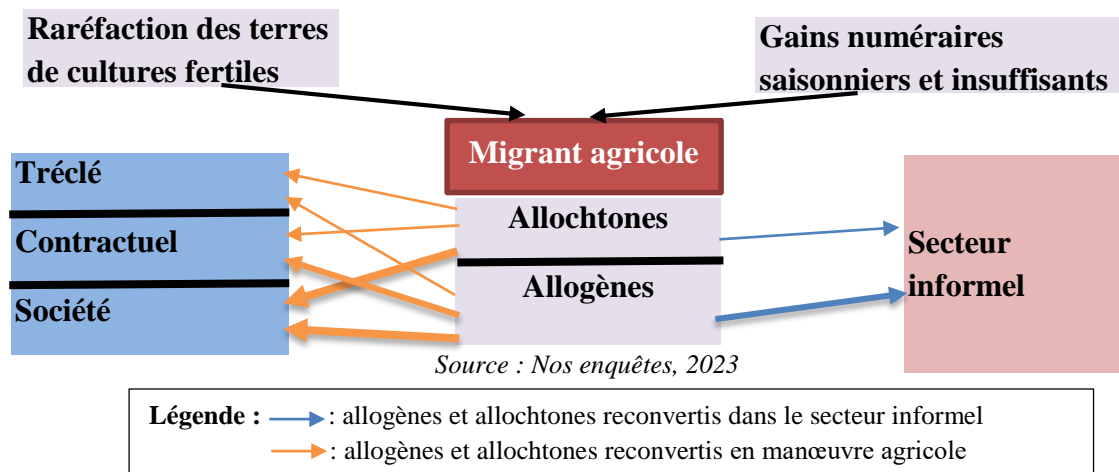 Raréfaction des terres
de cultures fertiles
Gains numéraires
saisonniers et insuffisants
Migrant agricole
Tréclé
Contractuel
Société
Allochtones
Allogènes
Secteur
informel
Source : Nos enquêtes, 2023
Légende : : allogènes et allochtones reconvertis dans le secteur informel
: allogènes et allochtones reconvertis en manœuvre agricole